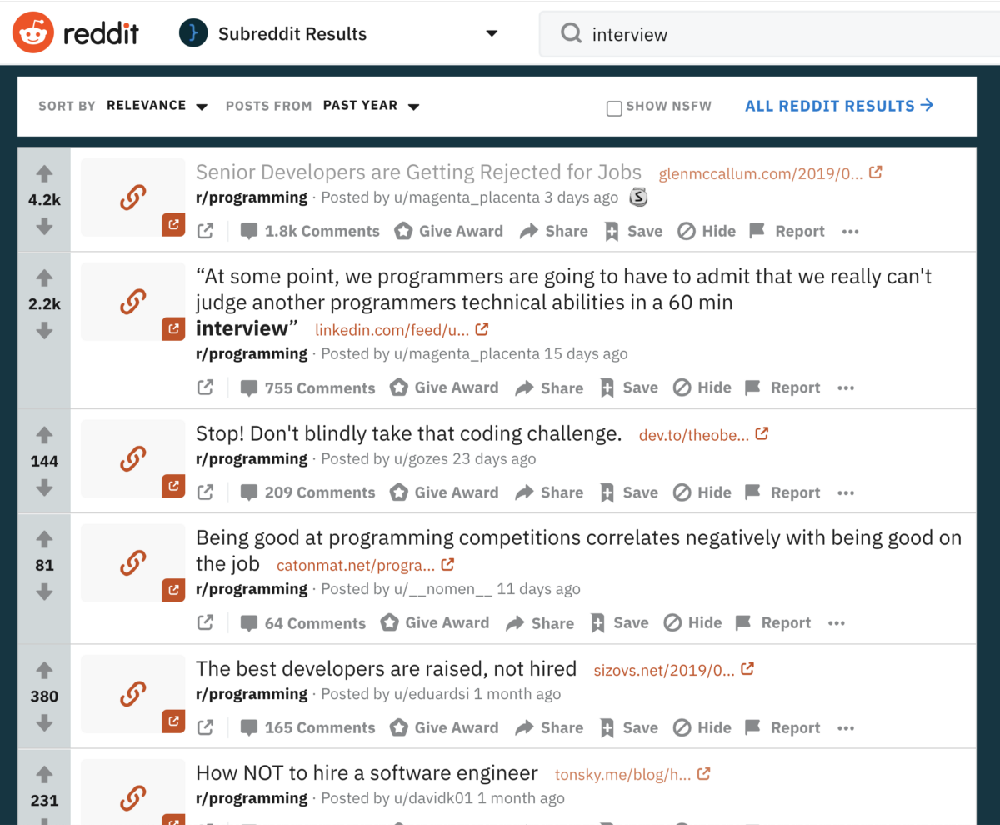 reddit Subreddit Results interview
SORT BY RELEVANCE POSTS FROM PAST YEAR SHOW NSFW ALL REDDIT RESULTS →
4.2k
Senior Developers are Getting Rejected for Jobs glenmccallum.com/2019/0...
r/programming · Posted by u/magenta_placenta 3 days ago S
1.8k Comments Give Award Share Save Hide Report ...
2.2k
“At some point, we programmers are going to have to admit that we really can't
judge another programmers technical abilities in a 60 min
interview” linkedin.com/feed/u...
r/programming · Posted by u/magenta_placenta 15 days ago
755 Comments Give Award Share Save Hide Report ...
144
Stop! Don't blindly take that coding challenge. dev.to/theobe...
r/programming · Posted by u/gozes 23 days ago
209 Comments Give Award Share Save Hide Report ...
81
Being good at programming competitions correlates negatively with being good on
the job catonmat.net/progra...
r/programming · Posted by u/__nomen__ 11 days ago
64 Comments Give Award Share Save Hide Report ...
380
The best developers are raised, not hired sizovs.net/2019/0...
r/programming · Posted by u/eduardsi 1 month ago
165 Comments Give Award Share Save Hide Report ...
231
How NOT to hire a software engineer tonsky.me/blog/h...
r/programming · Posted by u/davidk01 1 month ago